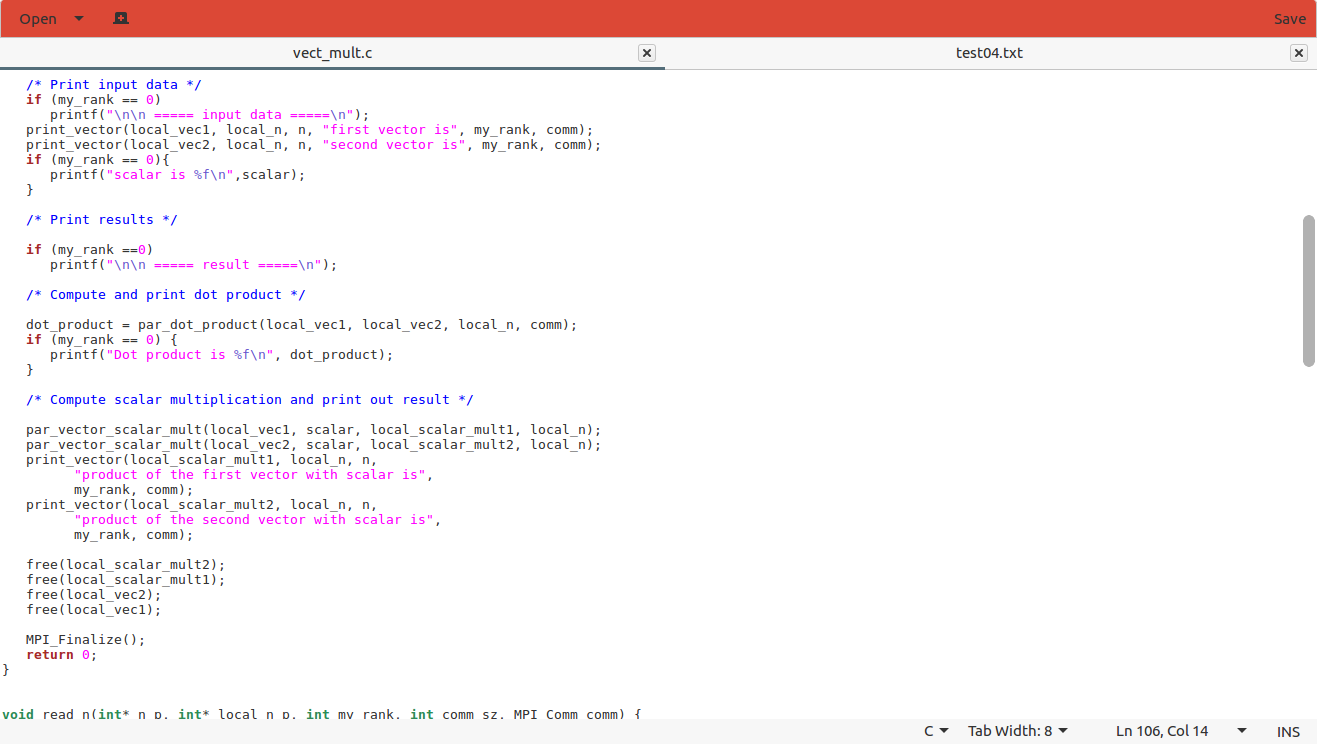 Open Save
vect_mult.c test04.txt
/* Print input data */
if (my_rank == 0)
printf("\n\n ===== input data =====\n");
print_vector(local_vec1, local_n, n, "first vector is", my_rank, comm);
print_vector(local_vec2, local_n, n, "second vector is", my_rank, comm);
if (my_rank == 0){
printf("scalar is %f\n",scalar);
}
/* Print results */
if (my_rank ==0)
printf("\n\n ===== result =====\n");
/* Compute and print dot product */
dot_product = par_dot_product(local_vec1, local_vec2, local_n, comm);
if (my_rank == 0) {
printf("Dot product is %f\n", dot_product);
}
/* Compute scalar multiplication and print out result */
par_vector_scalar_mult(local_vec1, scalar, local_scalar_mult1, local_n);
par_vector_scalar_mult(local_vec2, scalar, local_scalar_mult2, local_n);
print_vector(local_scalar_mult1, local_n, n,
"product of the first vector with scalar is",
my_rank, comm);
print_vector(local_scalar_mult2, local_n, n,
"product of the second vector with scalar is",
my_rank, comm);
free(local_scalar_mult2);
free(local_scalar_mult1);
free(local_vec2);
free(local_vec1);
MPI_Finalize();
return 0;
}
void read_n(int* n_p, int* local_n_p, int my_rank, int comm_sz, MPI_Comm comm) {
C Tab Width: 8 Ln 106, Col 14 INS